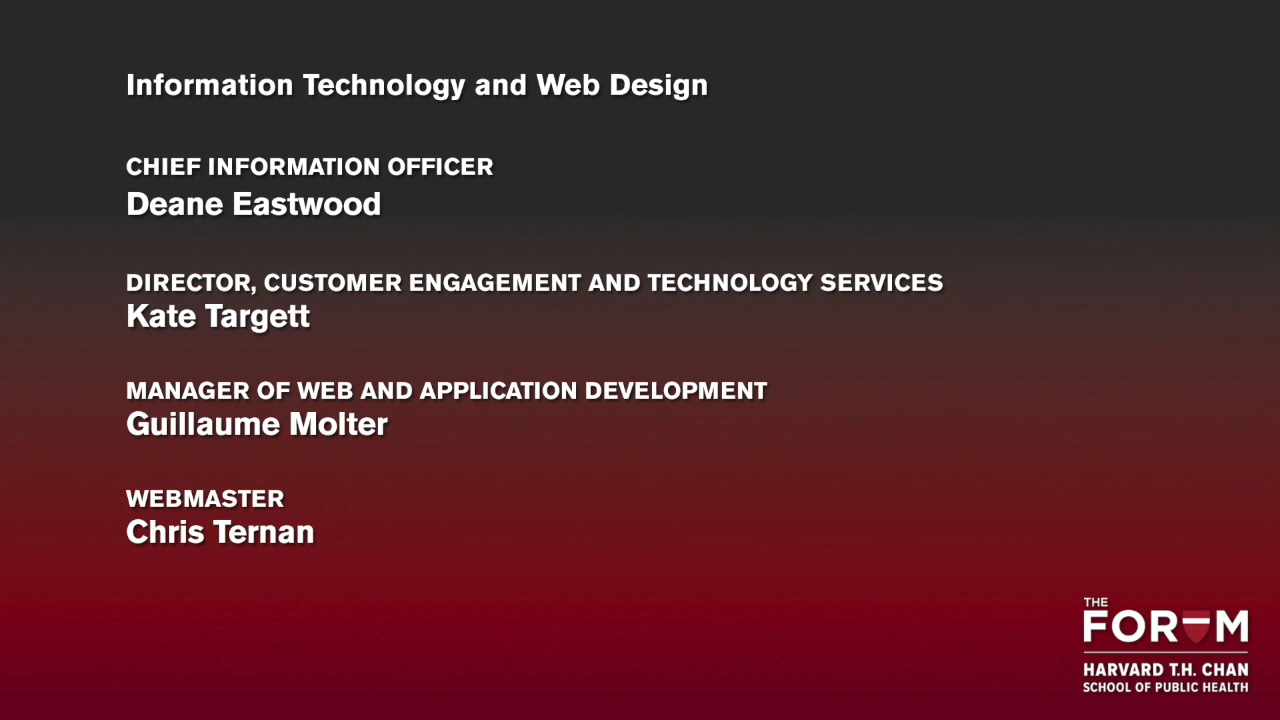 Information Technology and Web Design
CHIEF INFORMATION OFFICER
Deane Eastwood
DIRECTOR, CUSTOMER ENGAGEMENT AND TECHNOLOGY SERVICES
Kate Targett
MANAGER OF WEB AND APPLICATION DEVELOPMENT
Guillaume Molter
WEBMASTER
Chris Ternan
THE
FORUM
HARVARD T.H. CHAN
SCHOOL OF PUBLIC HEALTH